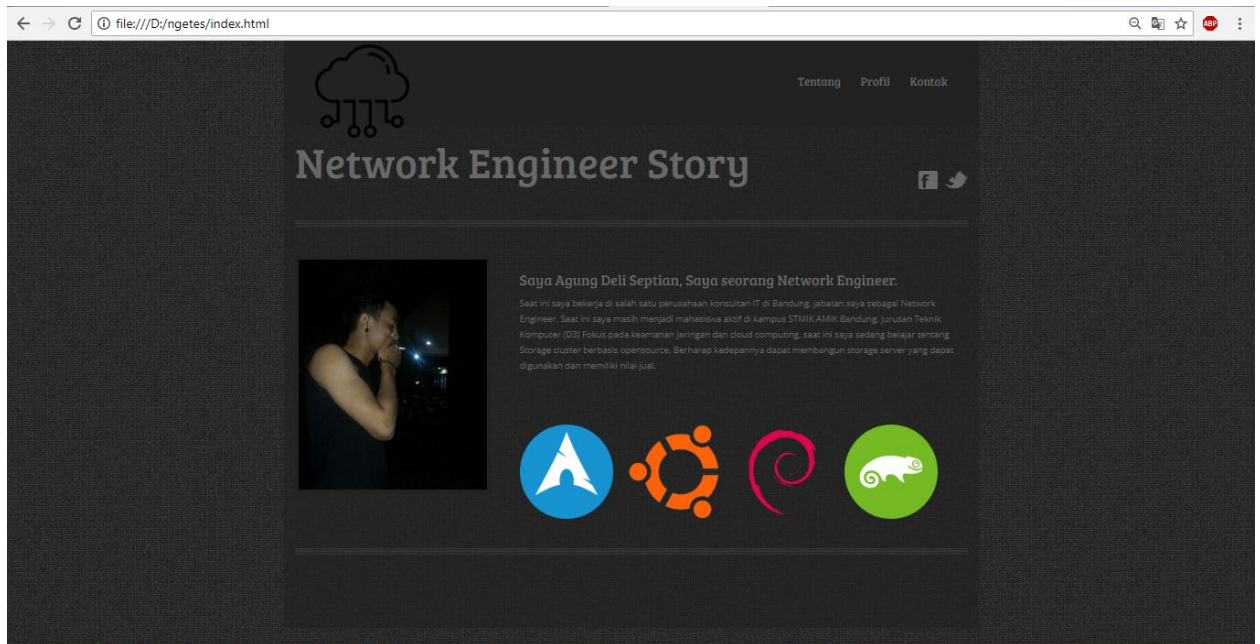 file:///D:/ngetes/index.html
ABP
Tentang Profil Kontak
Network Engineer Story
f
Saya Agung Deli Septian, Saya seorang Network Engineer.
Saat ini saya bekerja di salah satu perusahaan konsultan IT di Bandung, jabatan saya sebagai Network
Engineer. Saat ini saya masih menjadi mahasiswa aktif di kampus STMIK AMIK Bandung, jurusan Teknik
Komputer (D3) Fokus pada keamanan jaringan dan cloud computing, saat ini saya sedang belajar tentang
Storage cluster berbasis opensource. Berharap kedepannya dapat membangun storage server yang dapat
digunakan dan memiliki nilai jual.